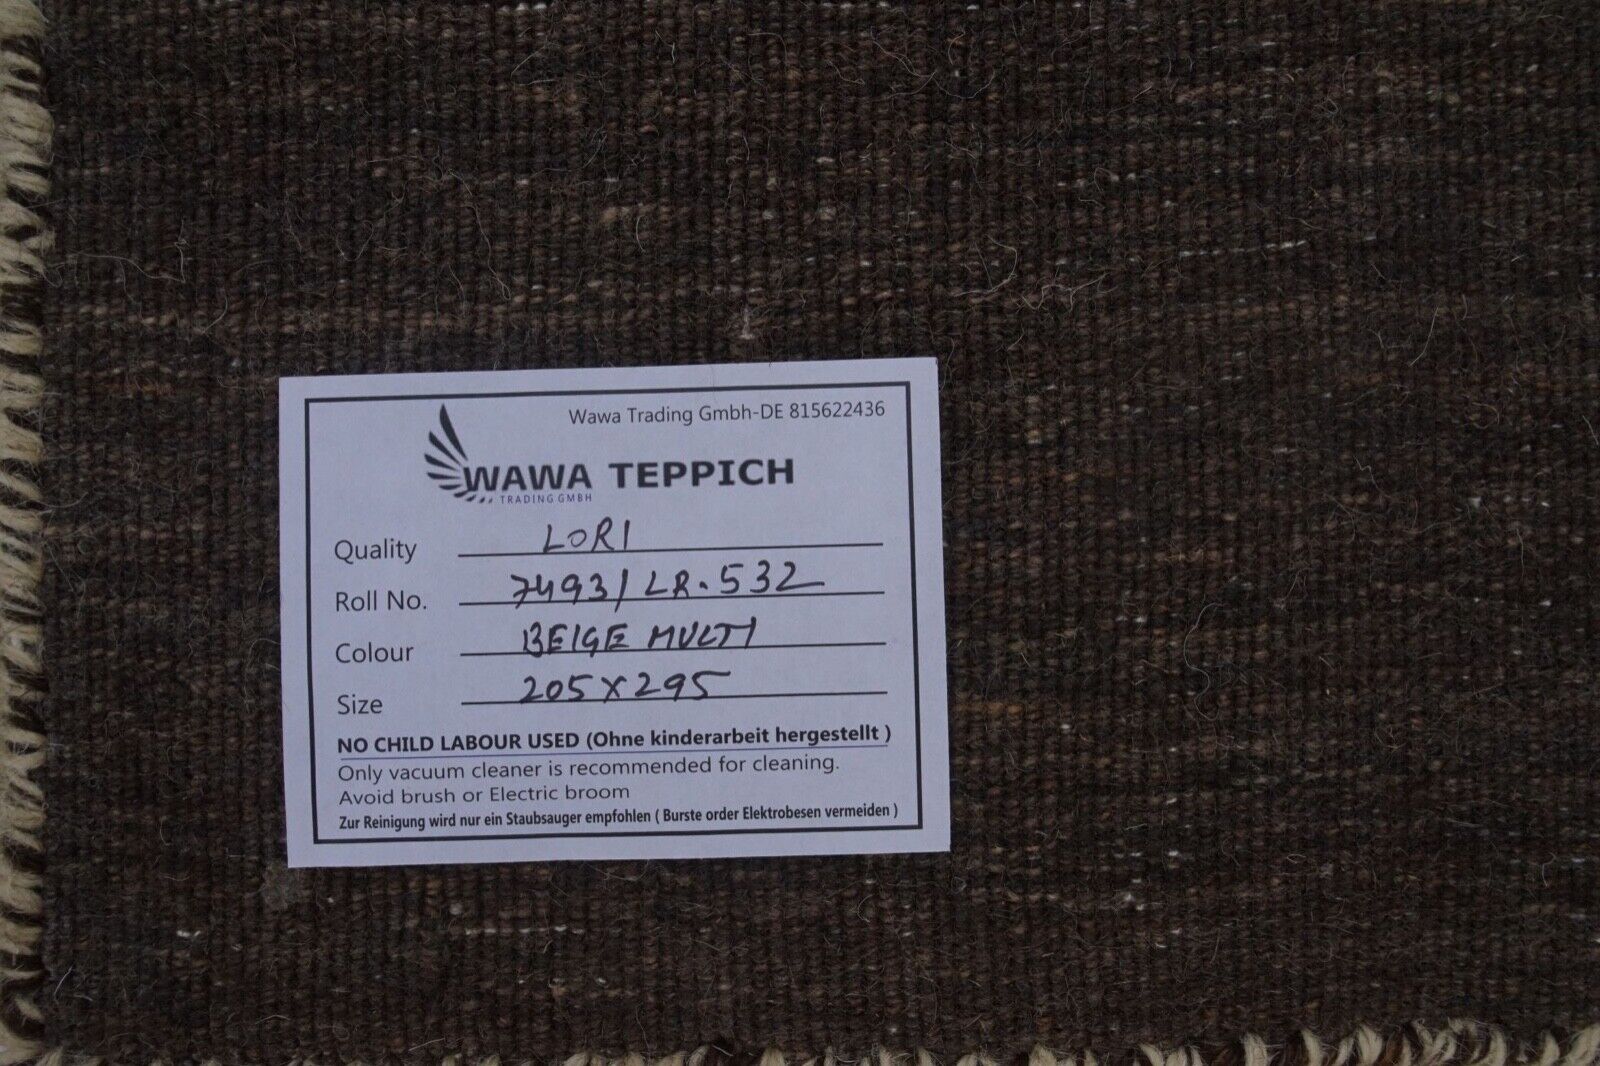 Wawa Trading Gmbh-DE 815622436
WAWA TEPPICH
TRADING GMBH
Quality LORI
Roll No. 7493/LR-532
Colour BEIGE MULTI
Size 205x295
NO CHILD LABOUR USED (Ohne kinderarbeit hergestellt )
Only vacuum cleaner is recommended for cleaning.
Avoid brush or Electric broom
Zur Reinigung wird nur ein Staubsauger empfohlen ( Burste order Elektrobesen vermeiden )